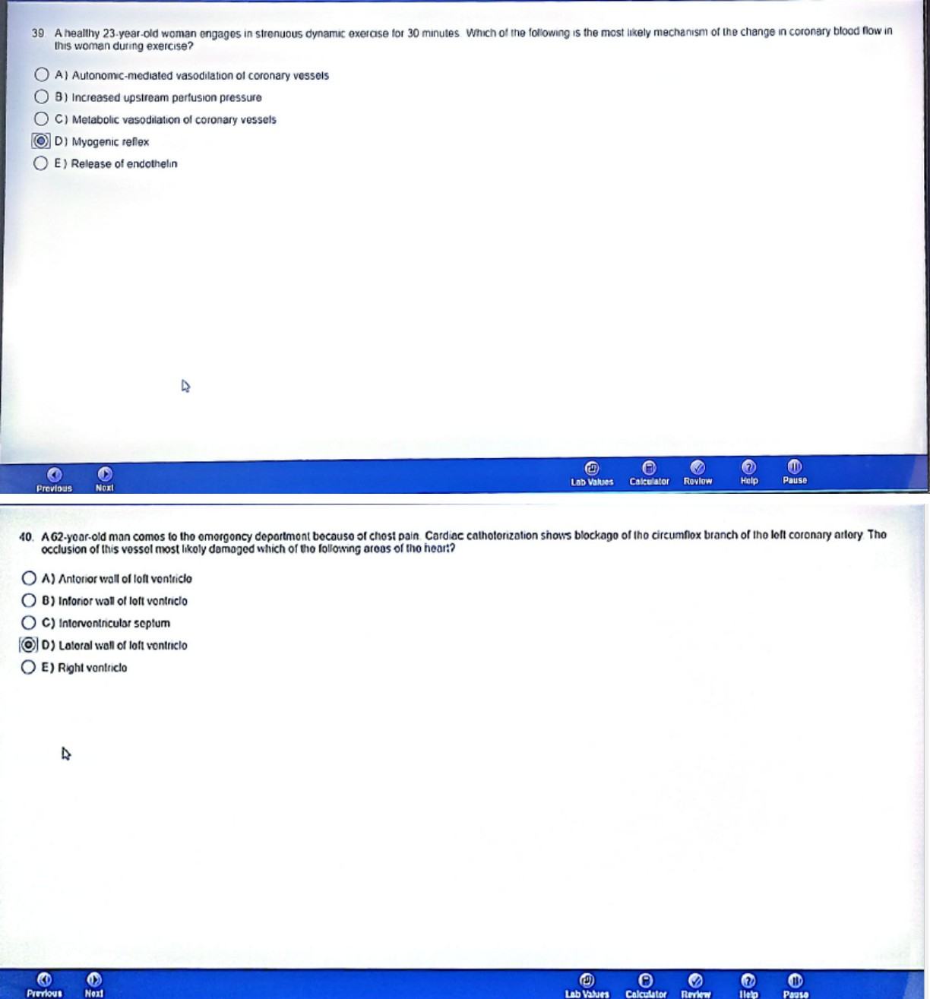 39. A healthy 23-year-old woman engages in strenuous dynamic exercise for 30 minutes. Which of the following is the most likely mechanism of the change in coronary blood flow in
this woman during exercise?
A) Autonomic-mediated vasodilation of coronary vessels
B) Increased upstream perfusion pressure
C) Metabolic vasodilation of coronary vessels
D) Myogenic reflex
E) Release of endothelin
Previous Next Lab Values Calculator Review Help Pause
40. A 62-year-old man comes to the emergency department because of chest pain. Cardiac catheterization shows blockage of the circumflex branch of the left coronary artery. The
occlusion of this vessel most likely damaged which of the following areas of the heart?
A) Anterior wall of left ventricle
B) Inferior wall of left ventricle
C) Interventricular septum
D) Lateral wall of left ventricle
E) Right ventricle
Previous Next Lab Values Calculator Review Help Pause